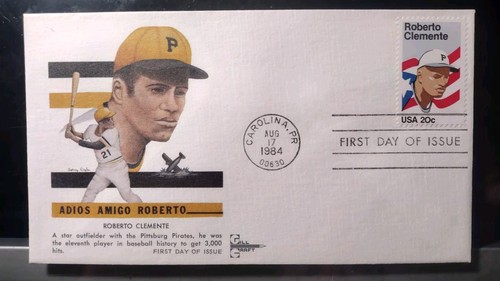 P
21
ADIOS AMIGO ROBERTO
ROBERTO CLEMENTE
A star outfielder with the Pittsburg Pirates, he was
the eleventh player in baseball history to get 3,000
hits.
FIRST DAY OF ISSUE
CAROLINA, PR
AUG
17
1984
00630
Roberto
Clemente
P
USA 20c
FIRST DAY OF ISSUE